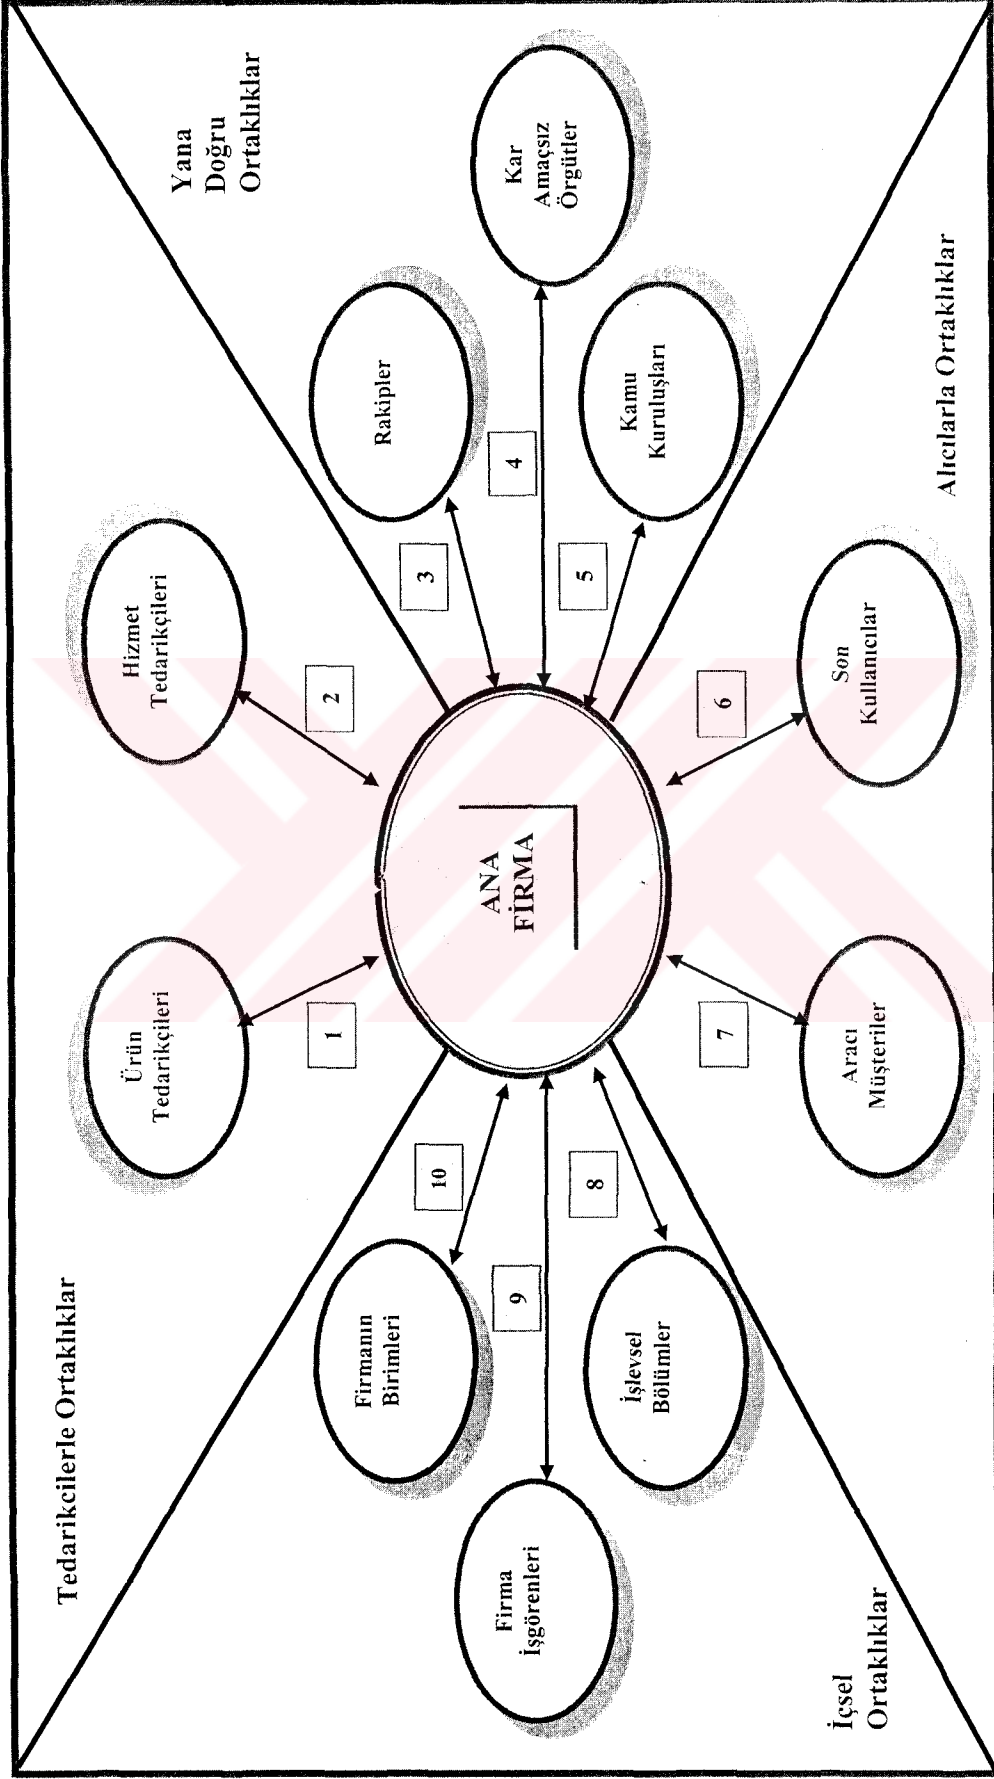 Tedarikcilerle Ortaklıklar
Ürün
Tedarikçileri
Hizmet
Tedarikçileri
1
2
Yana
Doğru
Ortaklıklar
Rakipler
3
Kar
Amaçsız
Örgütler
4
Kamu
Kuruluşları
5
ANA
FİRMA
Firmanın
Birimleri
10
Firma
İşgörenleri
9
İşlevsel
Bölümler
8
İçsel
Ortaklıklar
7
6
Aracı
Müşteriler
Son
Kullanıcılar
Alıcılarla Ortaklıklar